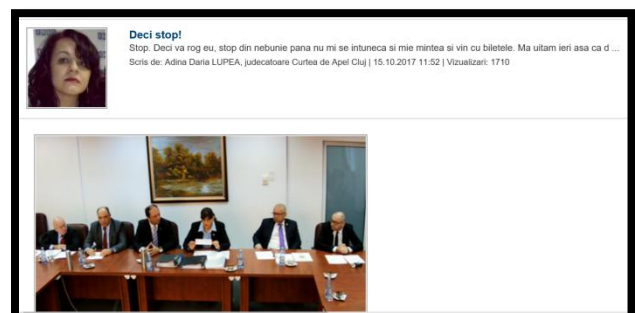 Deci stop!
Stop. Deci va rog eu, stop din nebunie pana nu mi se intuneca si mie mintea si vin cu biletele. Ma uitam ieri asa ca d ...
Scris de: Adina Daria LUPEA, judecatoare Curtea de Apel Cluj | 15.10.2017 11:52 | Vizualizari: 1710